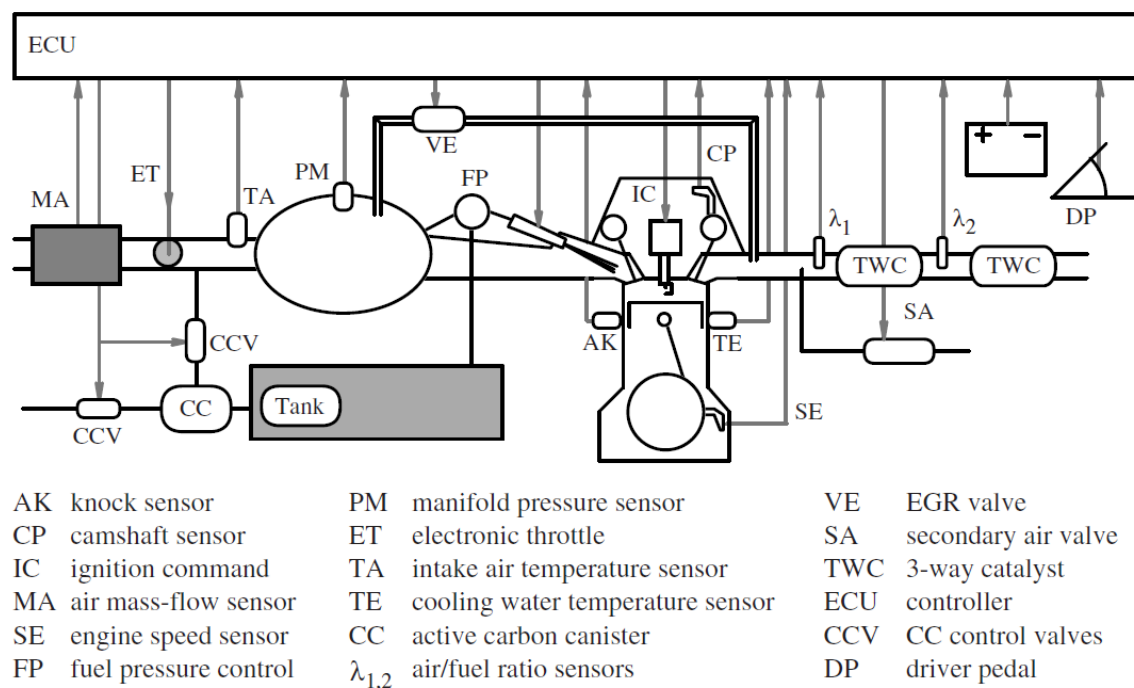 ECU
MA
ET
TA
PM
VE
FP
IC
CP
λ1
λ2
DP
TWC
TWC
CCV
AK
TE
SA
CC
Tank
CCV
SE
AK knock sensor
CP camshaft sensor
IC ignition command
MA air mass-flow sensor
SE engine speed sensor
FP fuel pressure control
PM manifold pressure sensor
ET electronic throttle
TA intake air temperature sensor
TE cooling water temperature sensor
CC active carbon canister
λ1,2 air/fuel ratio sensors
VE EGR valve
SA secondary air valve
TWC 3-way catalyst
ECU controller
CCV CC control valves
DP driver pedal